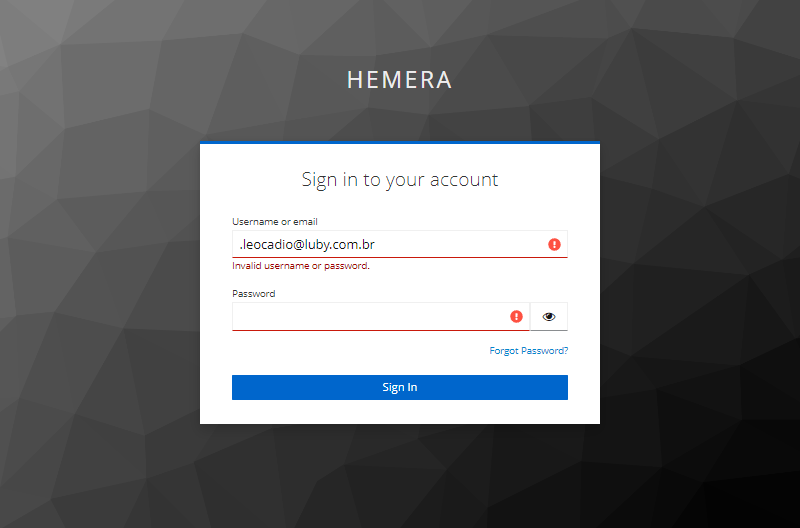 HEMERA
Sign in to your account
Username or email
.leocadio@luby.com.br
Invalid username or password.
Password
Forgot Password?
Sign In